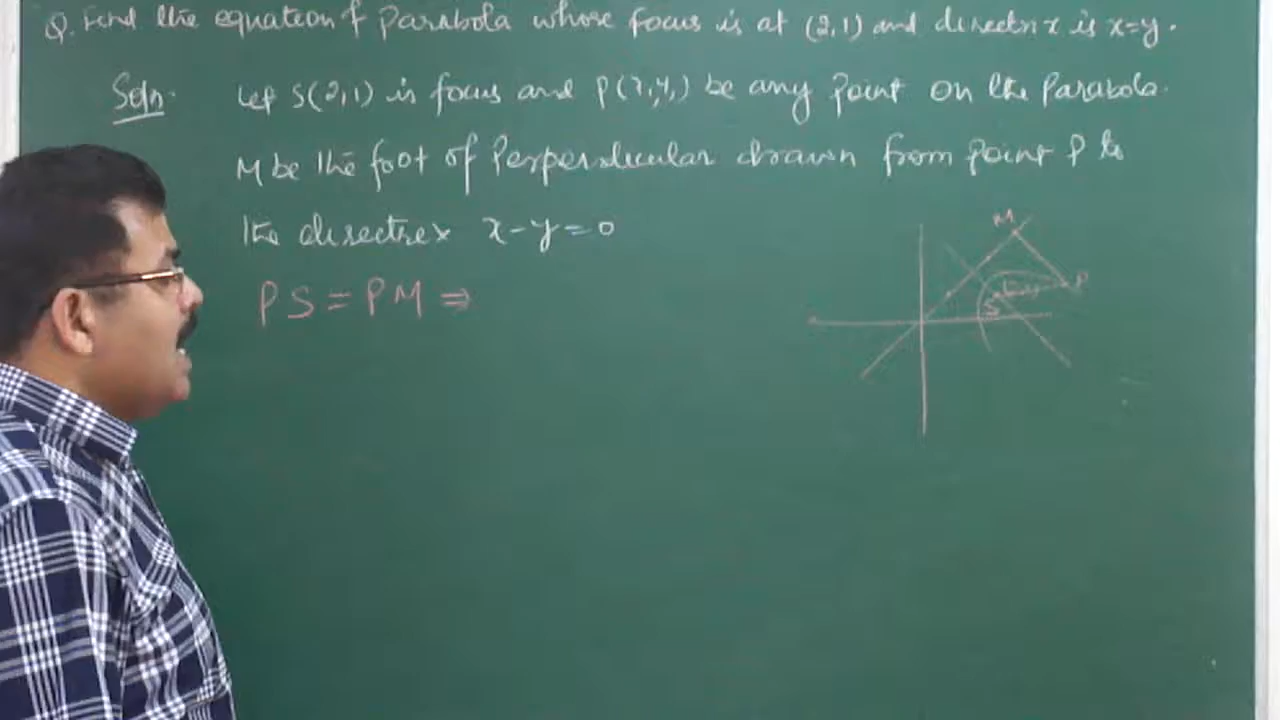 Q. Find the equation of Parabola whose focus is at (2,1) and directrix is x=y.
Soln. Let S(2,1) is focus and P(x₁,y₁) be any point on the Parabola.
M be the foot of Perpendicular drawn from point P to
the directrex x-y=0
PS=PM⇒
M
P
S